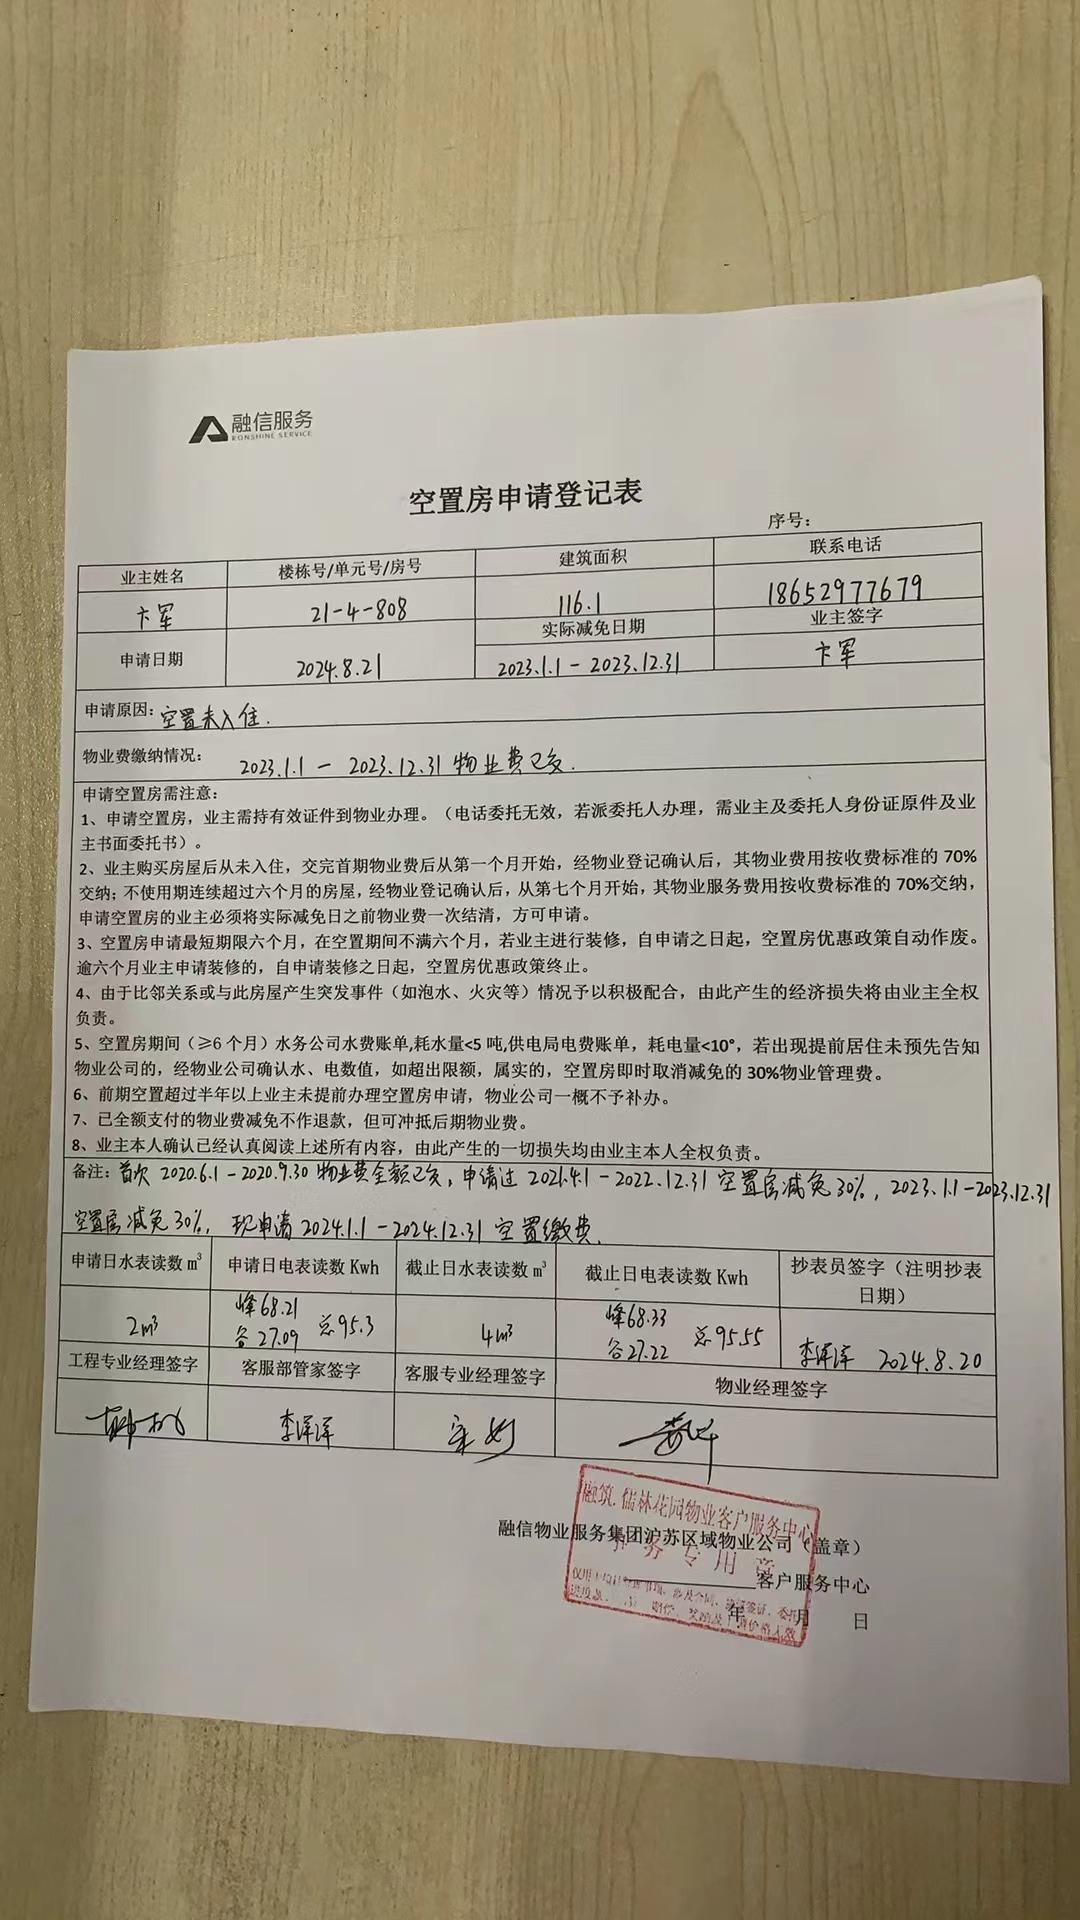 融信服务
RONSHINE SERVICE
空置房申请登记表
序号：
业主姓名 楼栋号/单元号/房号 建筑面积 联系电话
卞军 21-4-808 116.1 18652977679
申请日期 2024.8.21 实际减免日期 业主签字
2023.1.1 - 2023.12.31 卞军
申请原因：空置未入住.
物业费缴纳情况： 2023.1.1 - 2023.12.31 物业费已交.
申请空置房需注意：
1、申请空置房，业主需持有效证件到物业办理。（电话委托无效，若派委托人办理，需业主及委托人身份证原件及业
主书面委托书）。
2、业主购买房屋后从未入住，交完首期物业费后从第一个月开始，经物业登记确认后，其物业费用按收费标准的 70%
交纳；不使用期连续超过六个月的房屋，经物业登记确认后，从第七个月开始，其物业服务费用按收费标准的 70%交纳，
申请空置房的业主必须将实际减免日之前物业费一次结清，方可申请。
3、空置房申请最短期限六个月，在空置期间不满六个月，若业主进行装修，自申请之日起，空置房优惠政策自动作废。
逾六个月业主申请装修的，自申请装修之日起，空置房优惠政策终止。
4、由于比邻关系或与此房屋产生突发事件（如泡水、火灾等）情况予以积极配合，由此产生的经济损失将由业主全权
负责。
5、空置房期间（≥6 个月）水务公司水费账单,耗水量<5 吨,供电局电费账单，耗电量<10°，若出现提前居住未预先告知
物业公司的，经物业公司确认水、电数值，如超出限额，属实的，空置房即时取消减免的 30%物业管理费。
6、前期空置超过半年以上业主未提前办理空置房申请，物业公司一概不予补办。
7、已全额支付的物业费减免不作退款，但可冲抵后期物业费。
8、业主本人确认已经认真阅读上述所有内容，由此产生的一切损失均由业主本人全权负责。
备注：首次 2020.6.1 - 2020.9.30 物业费全额已交，申请过 2021.4.1 - 2022.12.31 空置房减免30%，2023.1.1 - 2023.12.31
空置房减免30%，现申请 2024.1.1 - 2024.12.31 空置缴费.
申请日水表读数 m³ 申请日电表读数 Kwh 截止日水表读数 m³ 截止日电表读数 Kwh 抄表员签字（注明抄表
日期）
2m³ 峰68.21 谷27.09 总95.3 4m³ 峰68.33 谷27.22 总95.55 李洋洋 2024.8.20
工程专业经理签字 客服部管家签字 客服专业经理签字 物业经理签字
李洋洋
融筑.儒林花园物业客户服务中心
融信物业服务集团沪苏区域物业公司（盖章）
业务专用章
客户服务中心
年 月 日